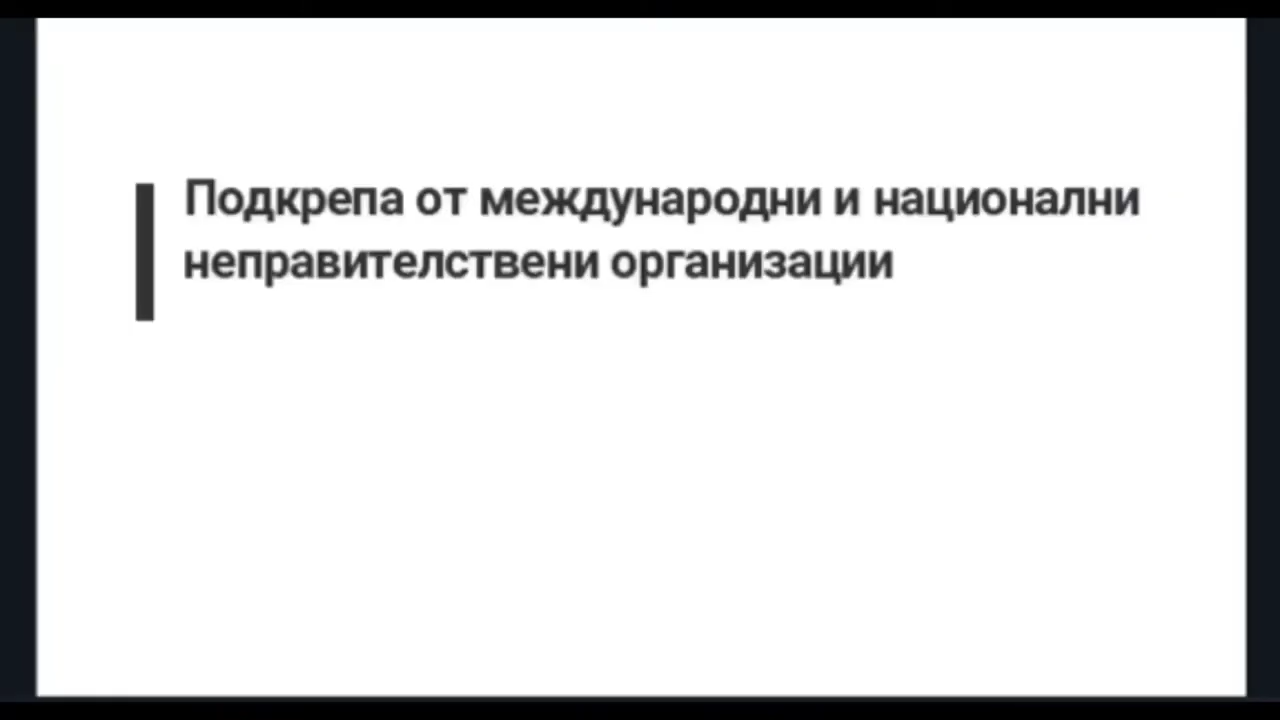 Подкрепа от международни и национални
неправителствени организации